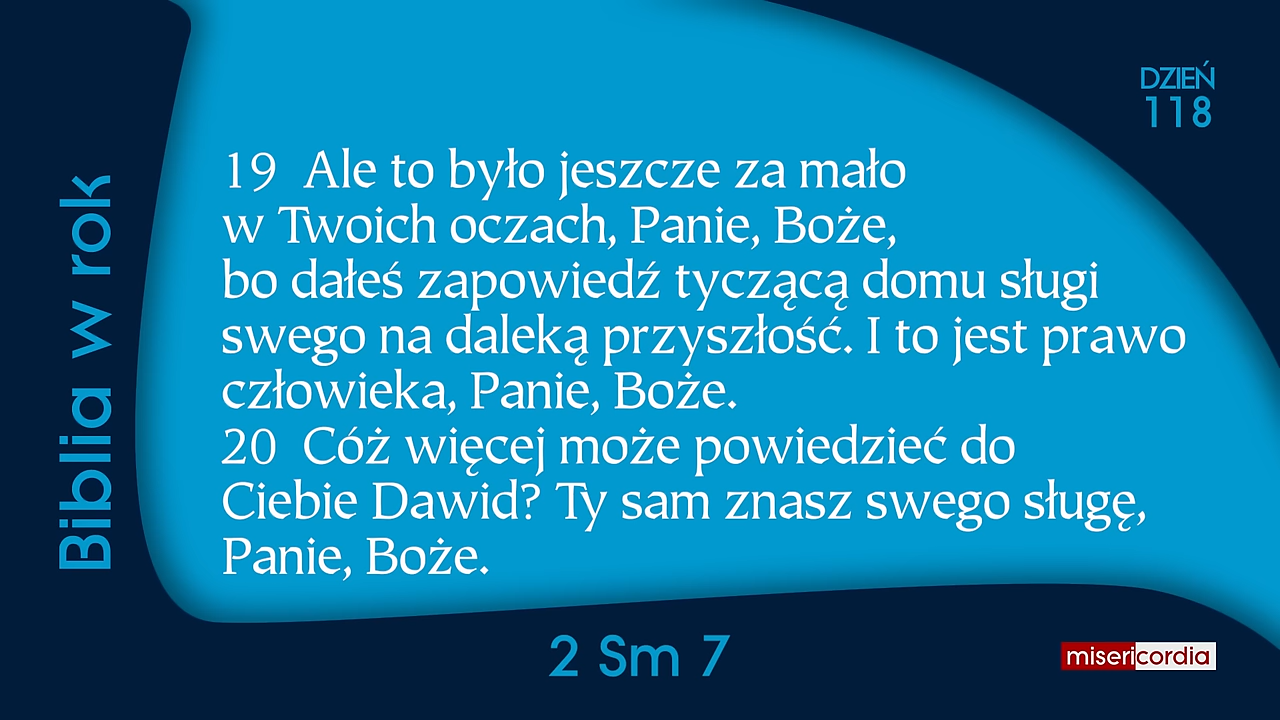 DZIEŃ
118
Biblia w rok
19 Ale to było jeszcze za mało
w Twoich oczach, Panie, Boże,
bo dałeś zapowiedź tyczącą domu sługi
swego na daleką przyszłość. I to jest prawo
człowieka, Panie, Boże.
20 Cóż więcej może powiedzieć do
Ciebie Dawid? Ty sam znasz swego sługę,
Panie, Boże.
2 Sm 7
misericordia